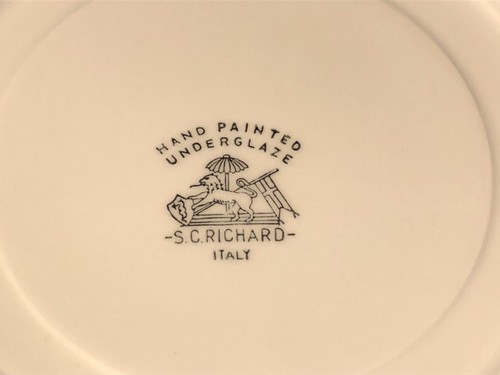 HAND PAINTED
UNDERGLAZE
-S.C.RICHARD-
ITALY